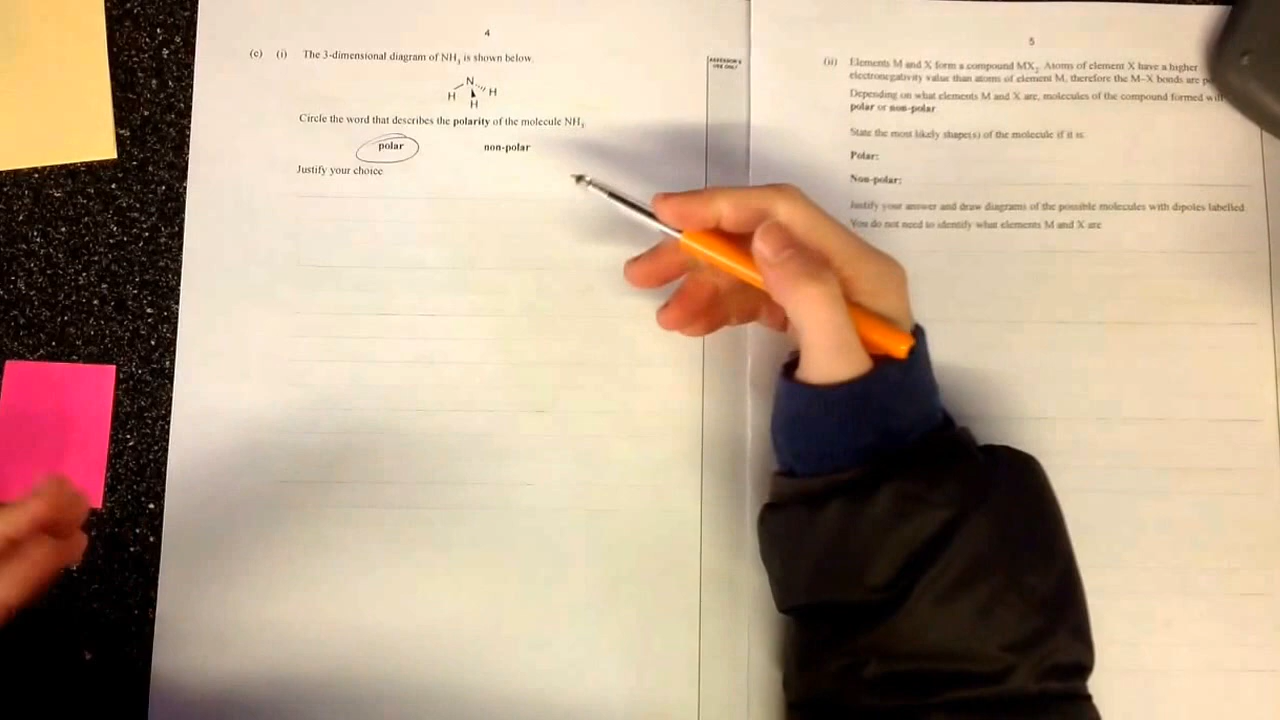 4
(c) (i) The 3-dimensional diagram of NH₃ is shown below.
N
H H
H
Circle the word that describes the polarity of the molecule NH₃
polar non-polar
Justify your choice
ASSESSOR'S
USE ONLY
5
(ii) Elements M and X form a compound MX₂. Atoms of element X have a higher
electronegativity value than atoms of element M, therefore the M–X bonds are
Depending on what elements M and X are, molecules of the compound formed will
polar or non-polar
State the most likely shape(s) of the molecule if it is:
Polar:
Non-polar:
Justify your answer and draw diagrams of the possible molecules with dipoles labelled.
You do not need to identify what elements M and X are